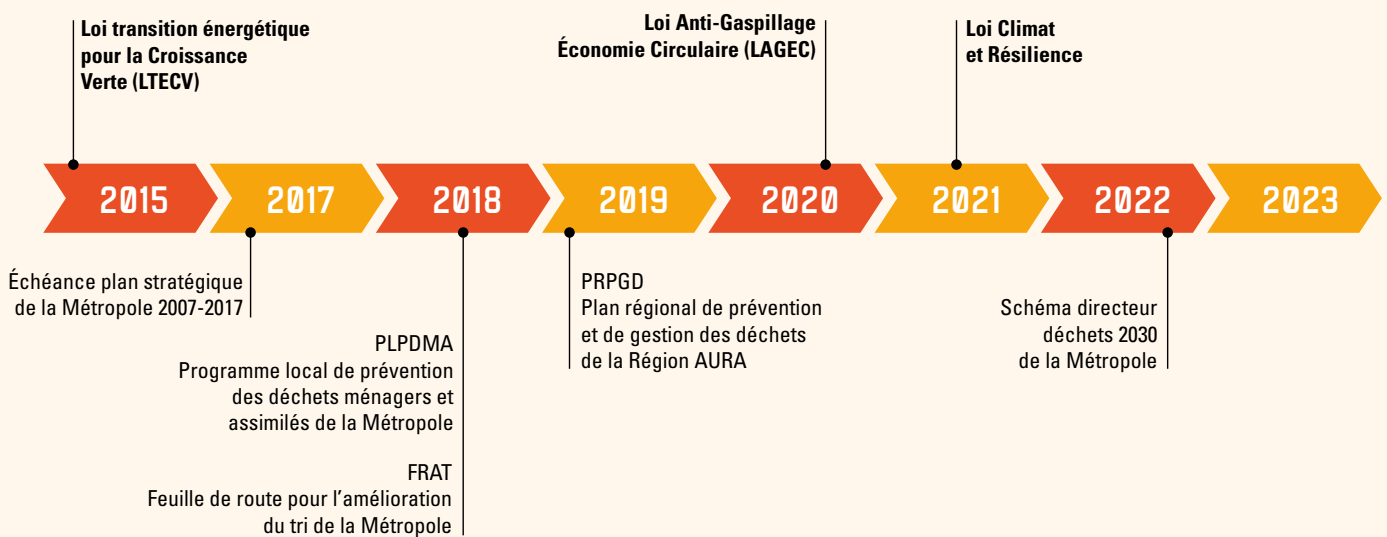 Loi transition énergétique
pour la Croissance
Verte (LTECV)
Loi Anti-Gaspillage
Économie Circulaire (LAGEC)
Loi Climat
et Résilience
2015
2017
2018
2019
2020
2021
2022
2023
Échéance plan stratégique
de la Métropole 2007-2017
PLPDMA
Programme local de prévention
des déchets ménagers et
assimilés de la Métropole
FRAT
Feuille de route pour l’amélioration
du tri de la Métropole
PRPGD
Plan régional de prévention
et de gestion des déchets
de la Région AURA
Schéma directeur
déchets 2030
de la Métropole